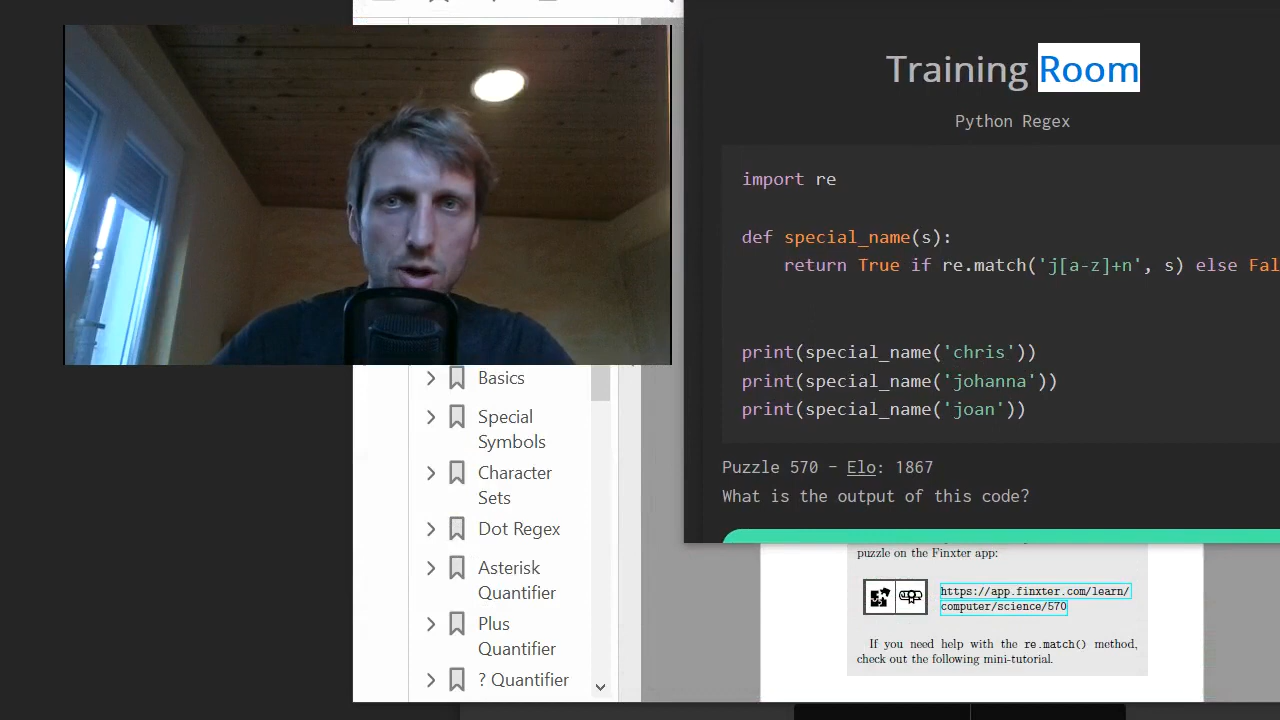 Training Room
Python Regex
import re
def special_name(s):
return True if re.match('j[a-z]+n', s) else Fal
print(special_name('chris'))
print(special_name('johanna'))
print(special_name('joan'))
Puzzle 570 – Elo: 1867
What is the output of this code?
Basics
Special
Symbols
Character
Sets
Dot Regex
Asterisk
Quantifier
Plus
Quantifier
? Quantifier
puzzle on the Finxter app:
https://app.finxter.com/learn/
computer/science/570
If you need help with the re.match() method,
check out the following mini-tutorial.